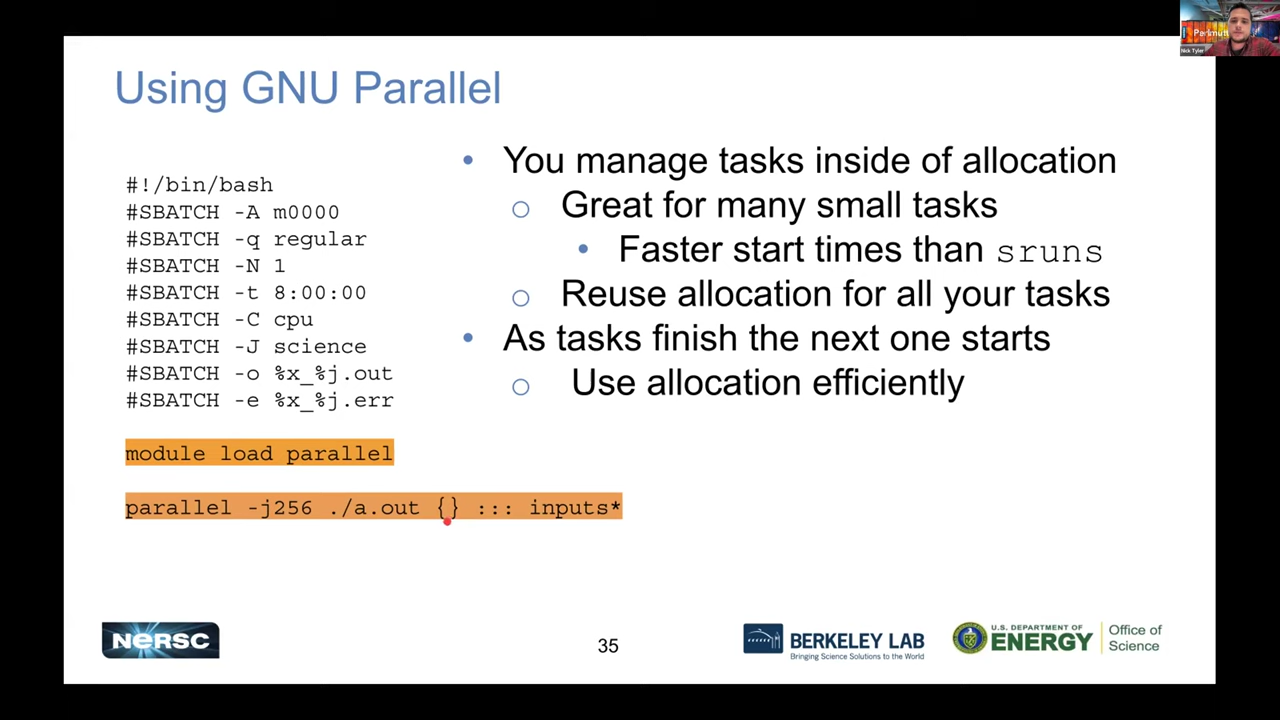 Using GNU Parallel
#!/bin/bash
#SBATCH -A m0000
#SBATCH -q regular
#SBATCH -N 1
#SBATCH -t 8:00:00
#SBATCH -C cpu
#SBATCH -J science
#SBATCH -o %x_%j.out
#SBATCH -e %x_%j.err
module load parallel
parallel -j256 ./a.out {} ::: inputs*
You manage tasks inside of allocation
Great for many small tasks
Faster start times than sruns
Reuse allocation for all your tasks
As tasks finish the next one starts
Use allocation efficiently
NERSC
35
BERKELEY LAB
Bringing Science Solutions to the World
U.S. DEPARTMENT OF
ENERGY
Office of
Science
Nick Tyler